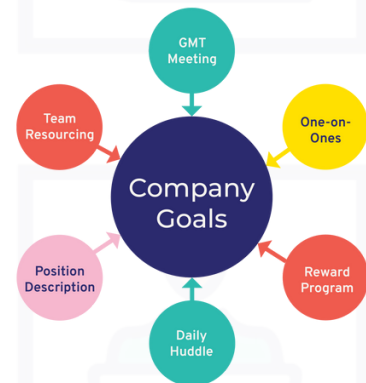 GMT
Meeting
Team
Resourcing
One-on-
Ones
Company
Goals
Position
Description
Reward
Program
Daily
Huddle